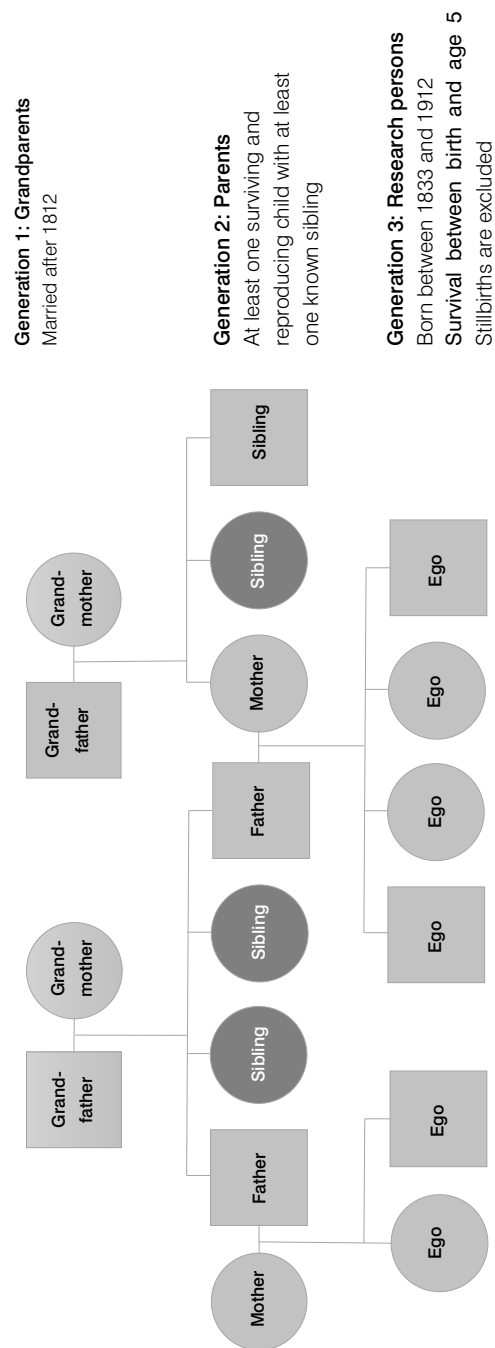 Grand-
father
Grand-
mother
Grand-
father
Grand-
mother
Generation 1: Grandparents
Married after 1812
Mother
Father
Sibling
Sibling
Father
Mother
Sibling
Sibling
Generation 2: Parents
At least one surviving and
reproducing child with at least
one known sibling
Ego
Ego
Ego
Ego
Ego
Ego
Generation 3: Research persons
Born between 1833 and 1912
Survival between birth and age 5
Stillbirths are excluded